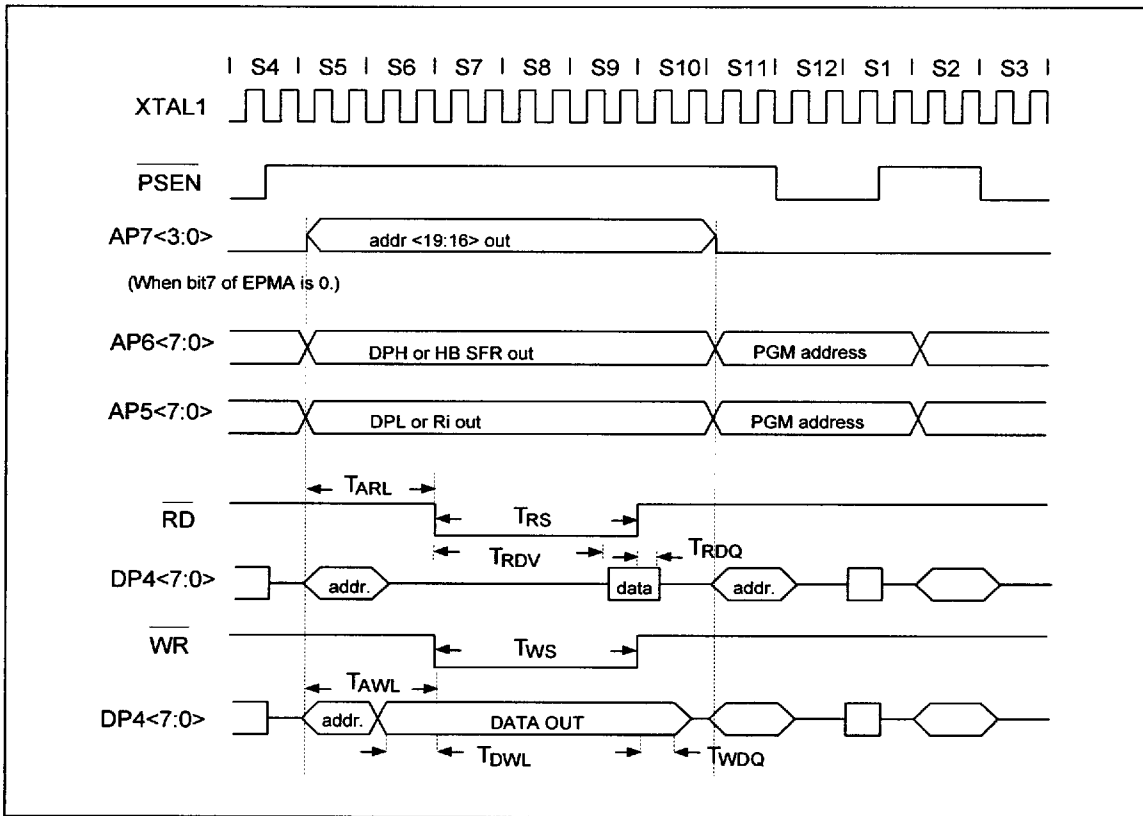 S4 S5 S6 S7 S8 S9 S10 S11 S12 S1 S2 S3
XTAL1
PSEN
AP7<3:0> addr <19:16> out
(When bit7 of EPMA is 0.)
AP6<7:0> DPH or HB SFR out PGM address
AP5<7:0> DPL or Ri out PGM address
TARL
RD TRS
TRDV TRDQ
DP4<7:0> addr. data addr.
WR TWS
TAWL
DP4<7:0> addr. DATA OUT
TDWL TWDQ